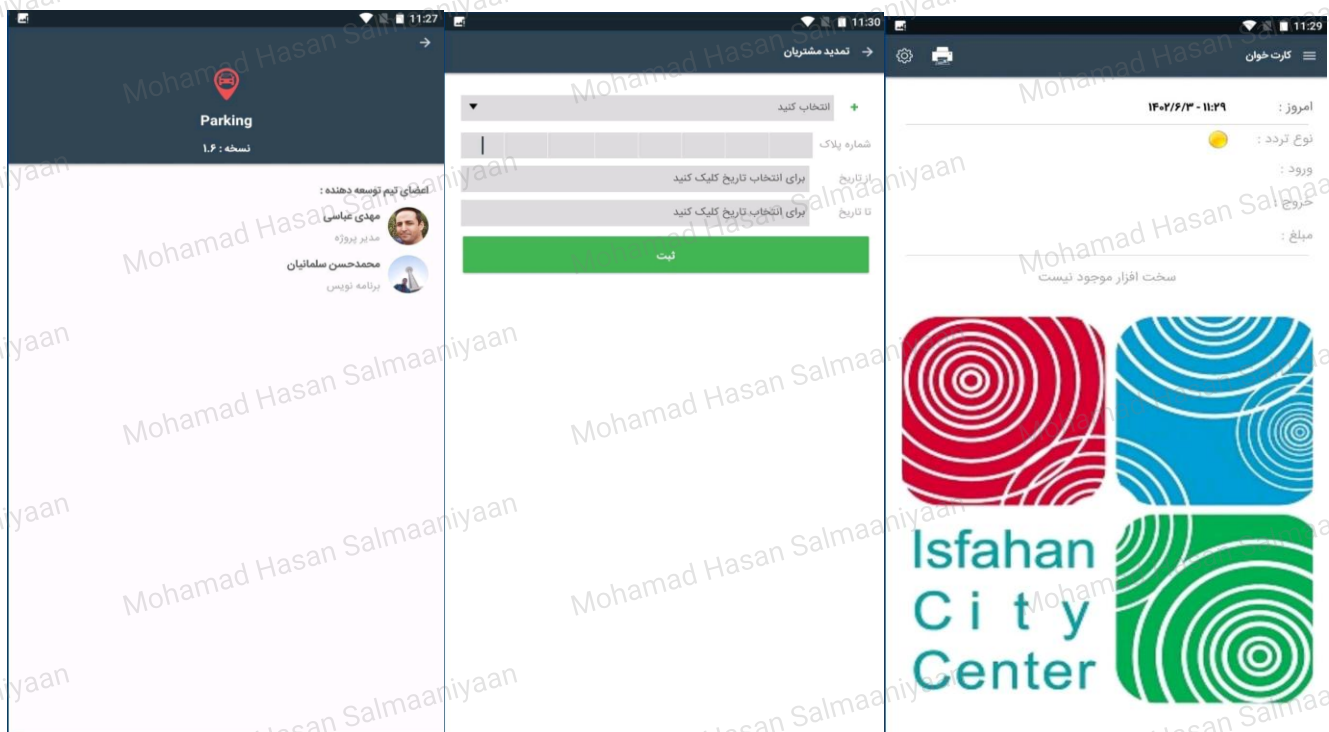 11:27
Parking
نسخه : ۱.۶
اعضای تیم توسعه دهنده :
مهدی عباسی
مدیر پروژه
محمدحسن سلمانیان
برنامه نویس
11:30
تمدید مشتریان
انتخاب کنید
شماره پلاک
از تاریخ
برای انتخاب تاریخ کلیک کنید
تا تاریخ
برای انتخاب تاریخ کلیک کنید
ثبت
11:29
کارت خوان
امروز :
۱۴۰۲/۶/۳ - ۱۱:۲۹
نوع تردد :
ورود :
خروج :
مبلغ :
سخت افزار موجود نیست
Isfahan
City
Center
Mohamad Hasan Salmaaniyaan